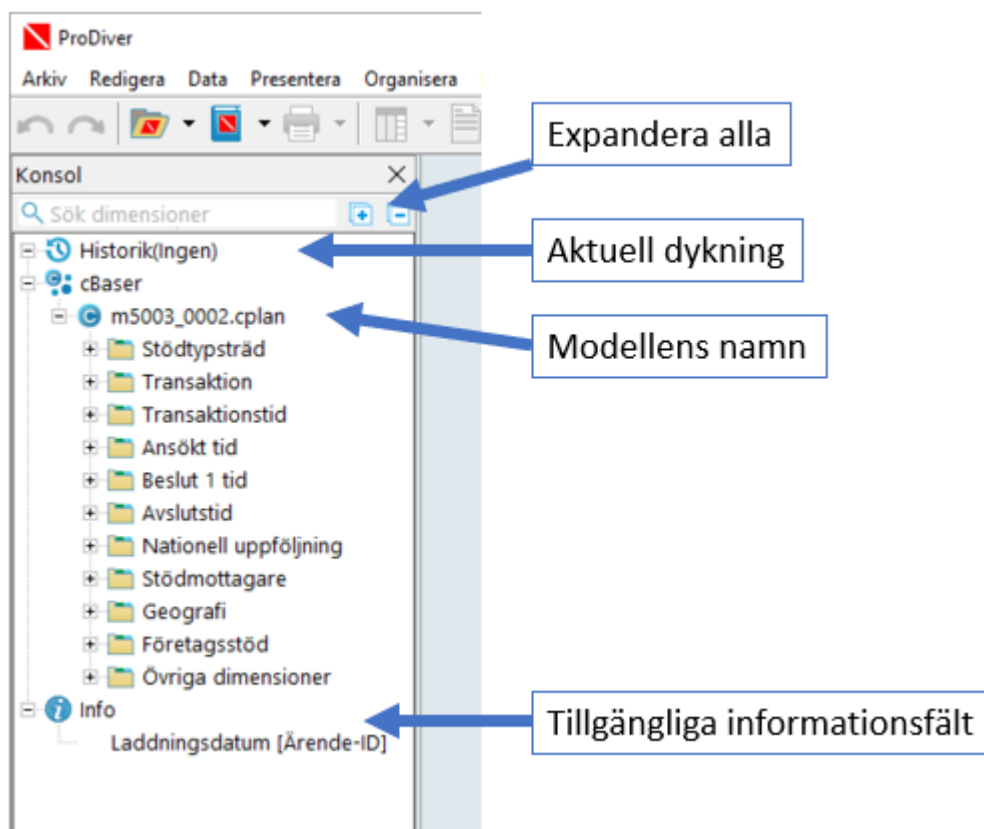 ProDiver
Arkiv Redigera Data Presentera Organisera
Konsol
Sök dimensioner
Historik(Ingen)
cBaser
m5003_0002.cplan
Stödtypsträd
Transaktion
Transaktionstid
Ansökt tid
Beslut 1 tid
Avslutstid
Nationell uppföljning
Stödmottagare
Geografi
Företagsstöd
Övriga dimensioner
Info
Laddningsdatum [Ärende-ID]
Expandera alla
Aktuell dykning
Modellens namn
Tillgängliga informationsfält